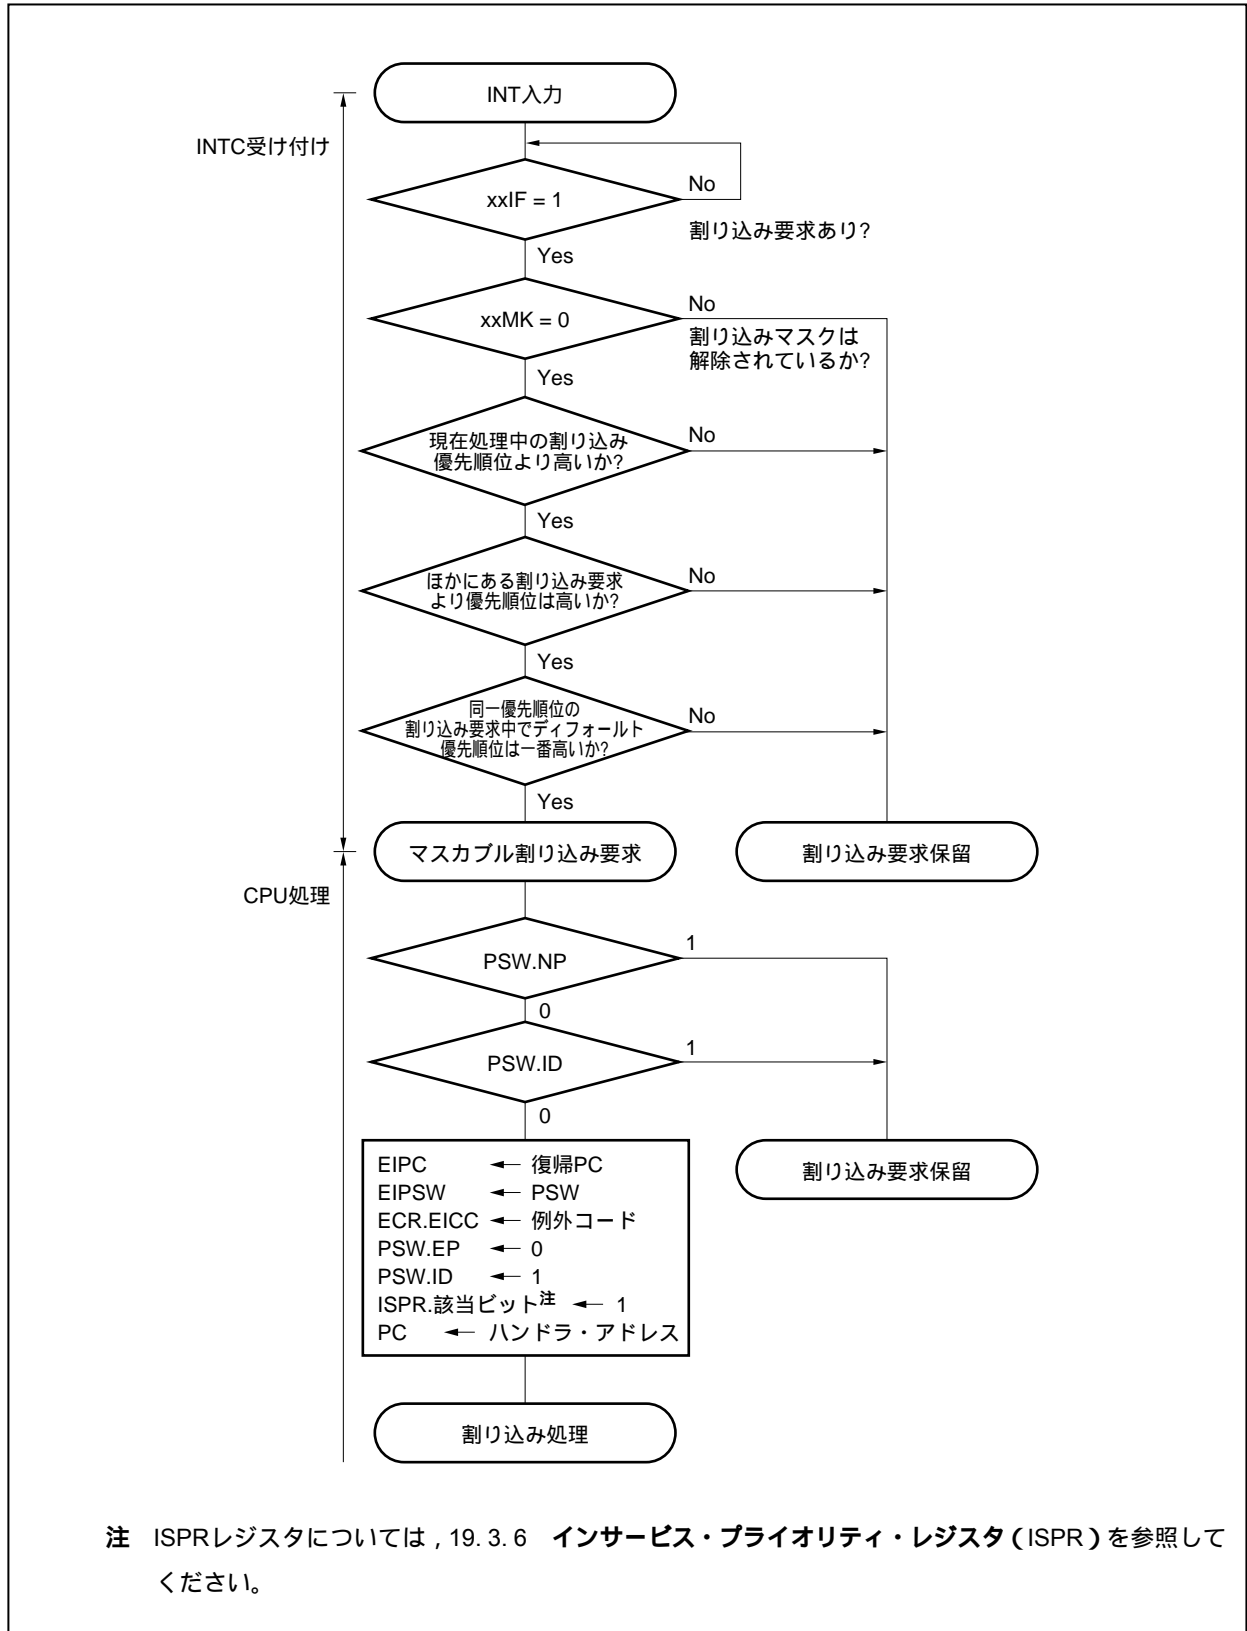 INT入力
INTC受け付け
xxIF = 1
No
割り込み要求あり?
Yes
xxMK = 0
No
割り込みマスクは
解除されているか?
Yes
現在処理中の割り込み
優先順位より高いか?
No
Yes
ほかにある割り込み要求
より優先順位は高いか?
No
Yes
同一優先順位の
割り込み要求中でディフォールト
優先順位は一番高いか?
No
Yes
マスカブル割り込み要求
割り込み要求保留
CPU処理
PSW.NP
1
0
PSW.ID
1
0
EIPC ← 復帰PC
EIPSW ← PSW
ECR.EICC ← 例外コード
PSW.EP ← 0
PSW.ID ← 1
ISPR.該当ビット注 ← 1
PC ← ハンドラ・アドレス
割り込み要求保留
割り込み処理
注 ISPRレジスタについては , 19. 3. 6 インサービス・プライオリティ・レジスタ(ISPR)を参照して
ください。